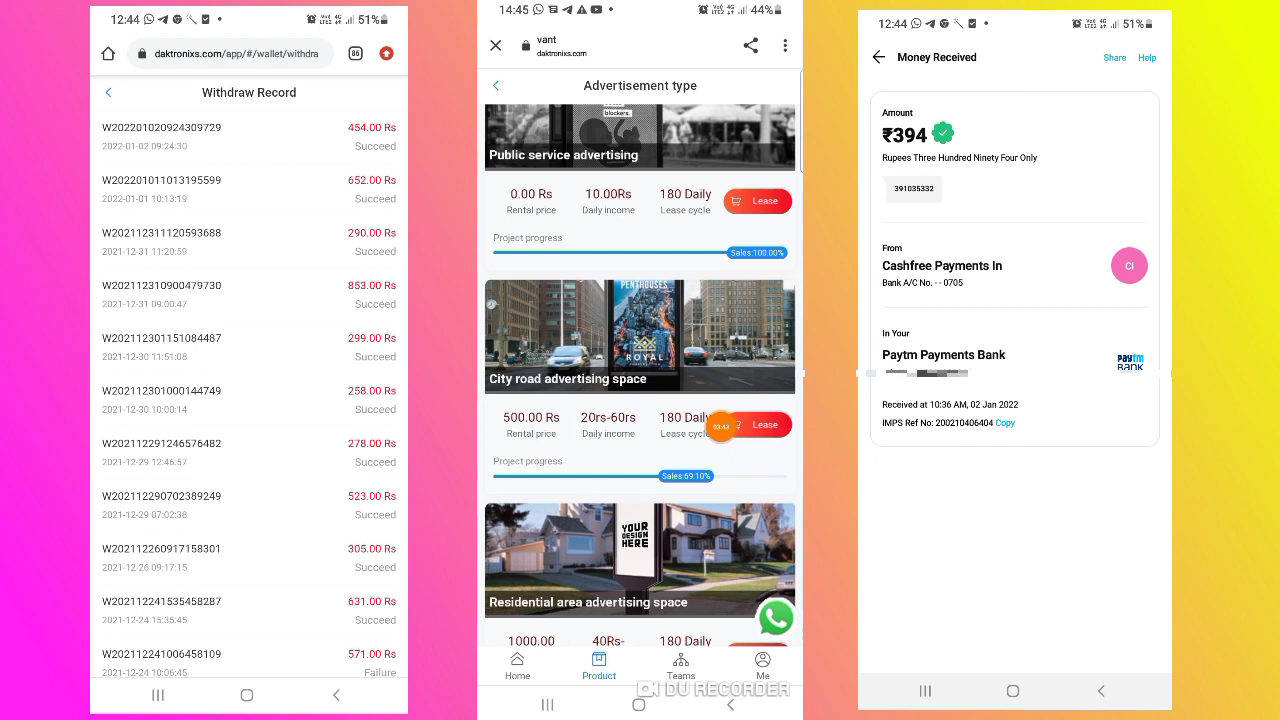 12:44
51%
daktronixs.com/app/#/wallet/withdra
86
Withdraw Record
W202201020924309729 454.00 Rs
2022-01-02 09:24:30 Succeed
W202201011013195599 652.00 Rs
2022-01-01 10:13:19 Succeed
W202112311120593688 290.00 Rs
2021-12-31 11:20:59 Succeed
W202112310900479730 853.00 Rs
2021-12-31 09:00:47 Succeed
W202112301151084487 299.00 Rs
2021-12-30 11:51:08 Succeed
W202112301000144749 258.00 Rs
2021-12-30 10:00:14 Succeed
W202112291246576482 278.00 Rs
2021-12-29 12:46:57 Succeed
W202112290702389249 523.00 Rs
2021-12-29 07:02:38 Succeed
W202112260917158301 305.00 Rs
2021-12-26 09:17:15 Succeed
W202112241535458287 631.00 Rs
2021-12-24 15:35:45 Succeed
W202112241006458109 571.00 Rs
2021-12-24 10:06:45 Failure
14:45
44%
vant
daktronixs.com
Advertisement type
blockers.
Public service advertising
0.00 Rs 10.00Rs 180 Daily Lease
Rental price Daily income Lease cycle
Project progress
Sales:100.00%
PENTHOUSES
ROYAL
City road advertising space
500.00 Rs 20rs-60rs 180 Daily Lease
03:43
Rental price Daily income Lease cycle
Project progress
Sales:69.10%
YOUR
DESIGN
HERE
Residential area advertising space
1000.00 40Rs- 180 Daily
Home Product Teams Me
DU RECORDER
12:44
51%
Money Received Share Help
Amount
₹394
Rupees Three Hundred Ninety Four Only
391035332
From
Cashfree Payments In
CI
Bank A/C No. - - 0705
In Your
Paytm Payments Bank
paytm
BANK
Received at 10:36 AM, 02 Jan 2022
IMPS Ref No: 200210406404 Copy